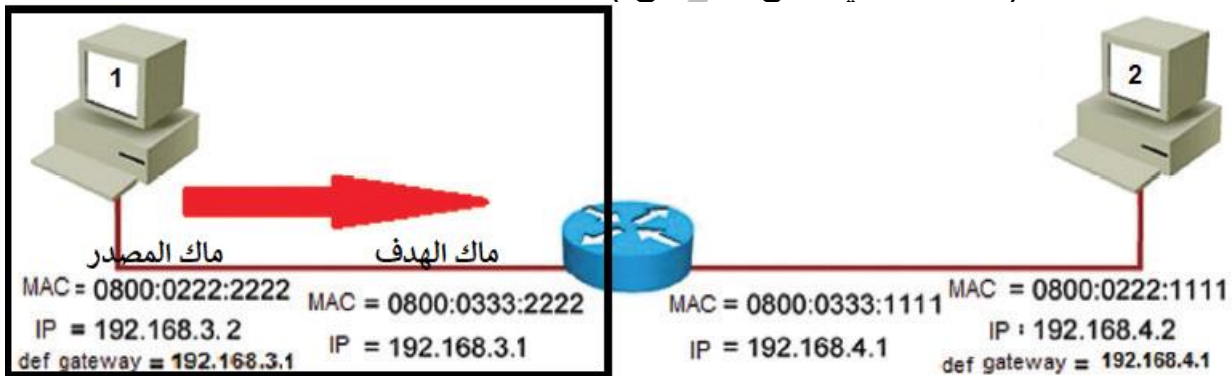 1
2
ماك المصدر
ماك الهدف
MAC = 0800:0222:2222
IP = 192.168.3.2
def gateway = 192.168.3.1
MAC = 0800:0333:2222
IP = 192.168.3.1
MAC = 0800:0333:1111
IP = 192.168.4.1
MAC = 0800:0222:1111
IP : 192.168.4.2
def gateway = 192.168.4.1